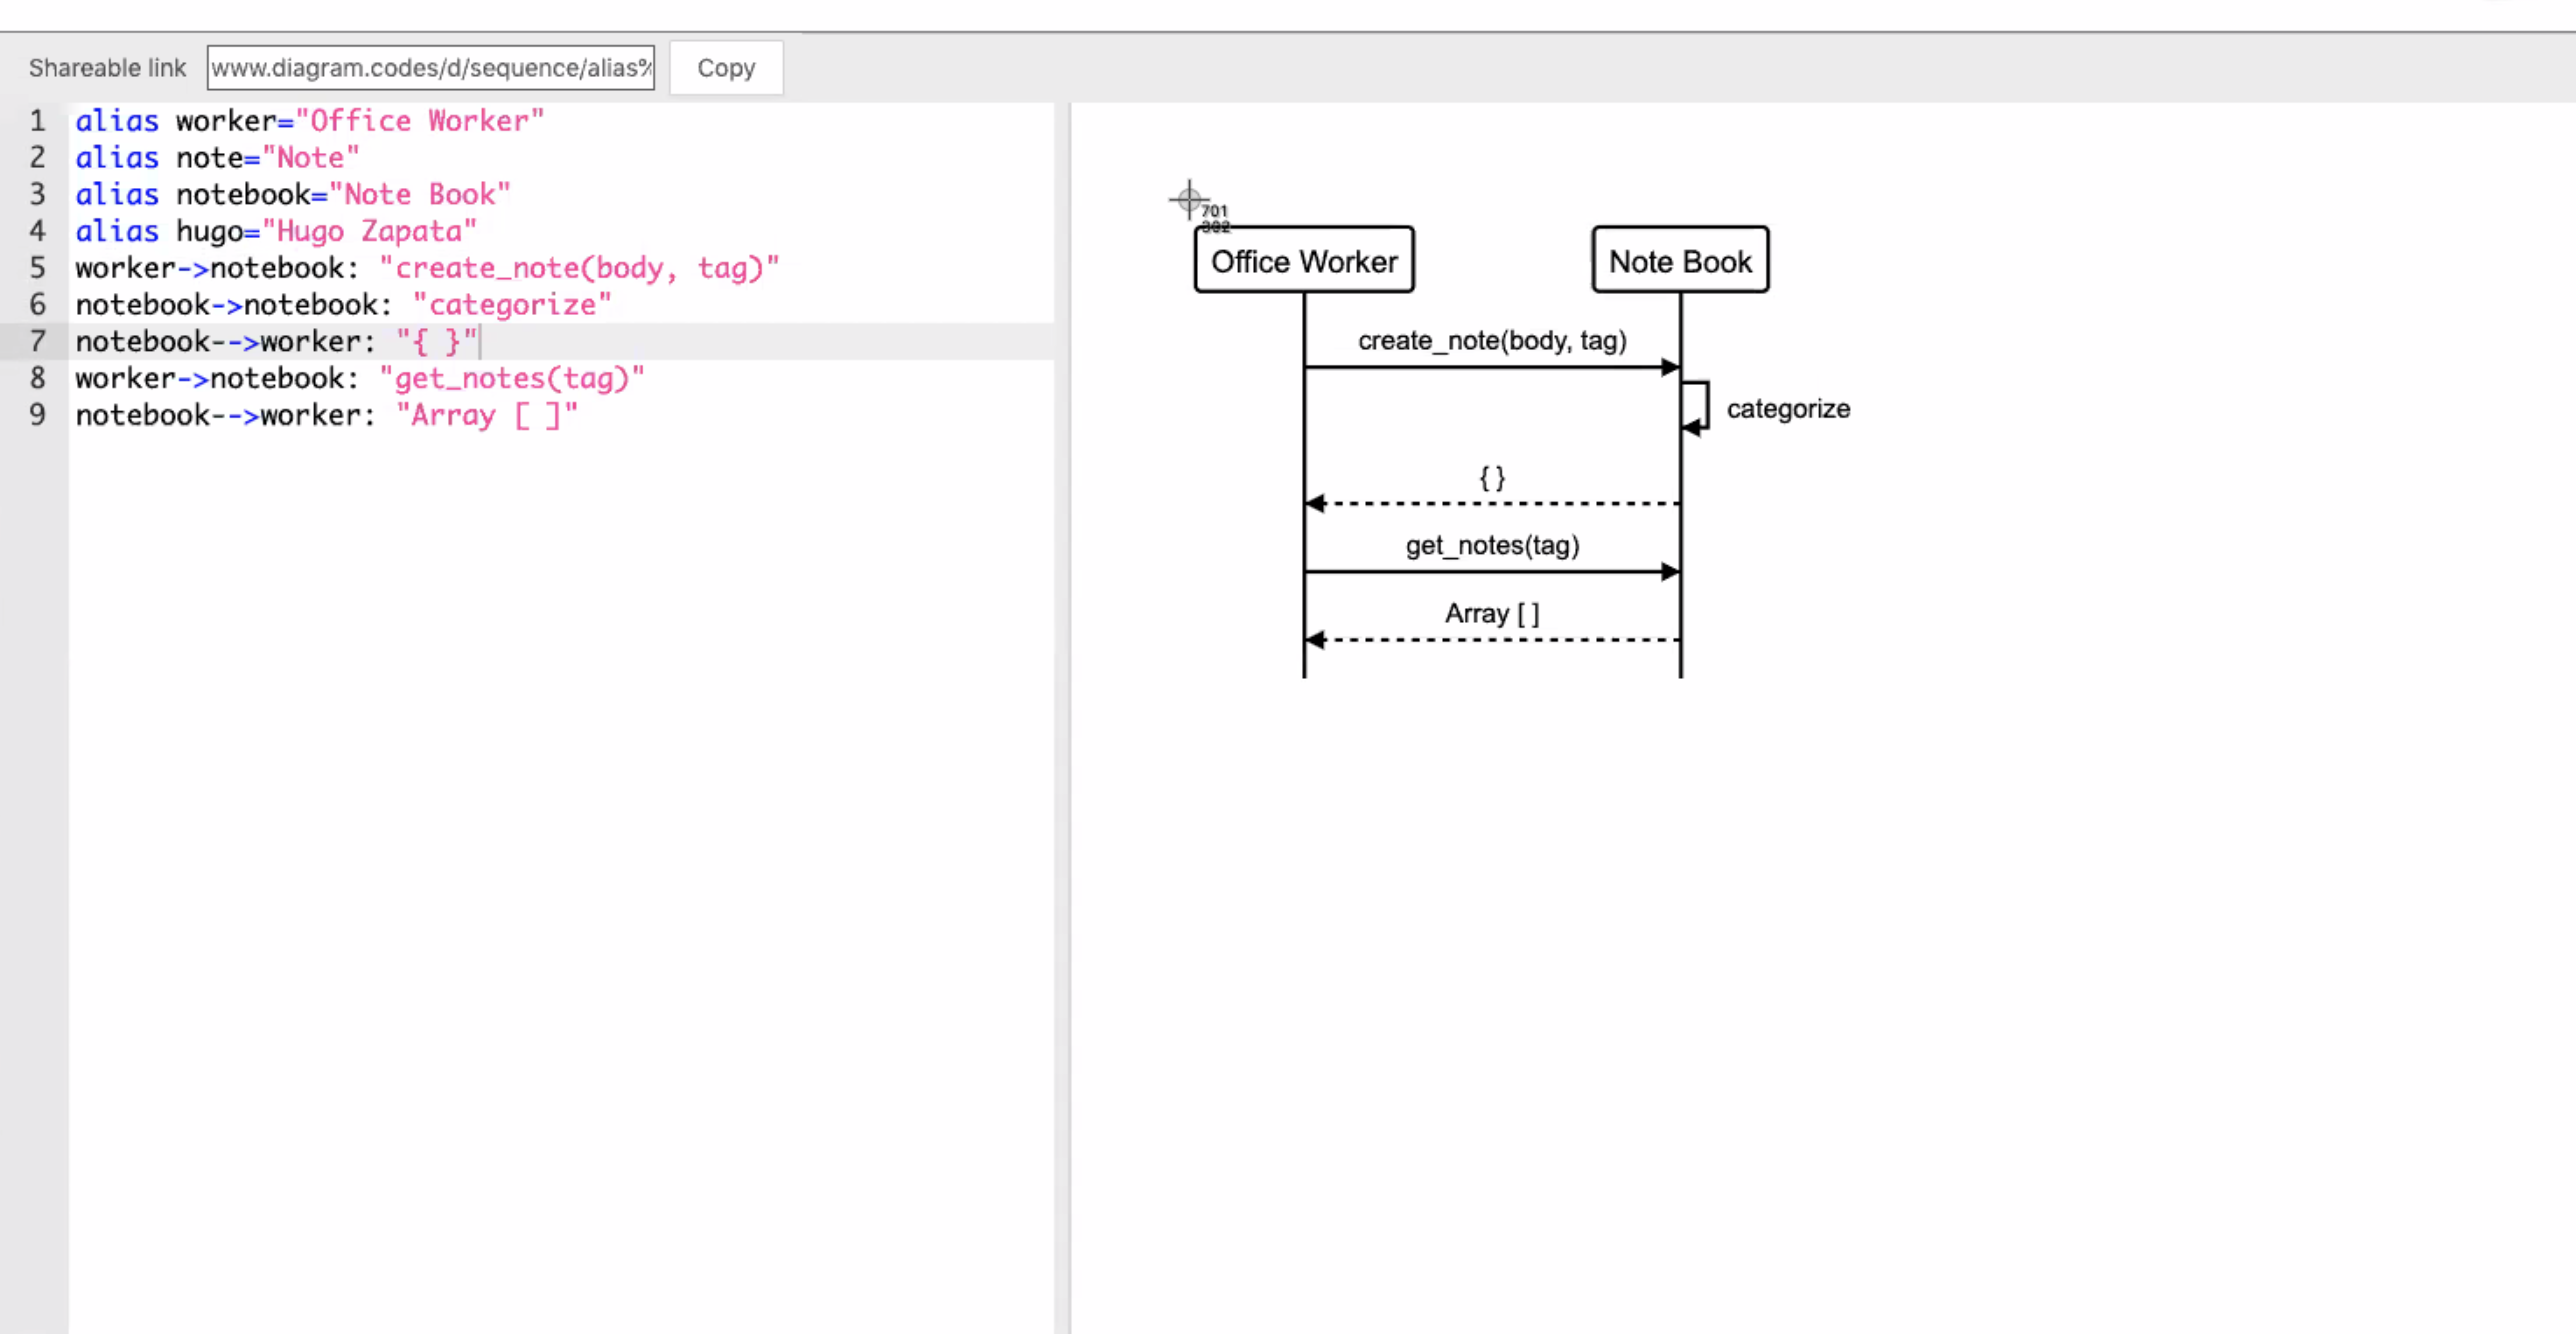 Shareable link www.diagram.codes/d/sequence/alias% Copy
1 alias worker="Office Worker"
2 alias note="Note"
3 alias notebook="Note Book"
4 alias hugo="Hugo Zapata"
5 worker->notebook: "create_note(body, tag)"
6 notebook->notebook: "categorize"
7 notebook-->worker: "{ }"
8 worker->notebook: "get_notes(tag)"
9 notebook-->worker: "Array [ ]"
701
302
Office Worker Note Book
create_note(body, tag)
categorize
{ }
get_notes(tag)
Array [ ]